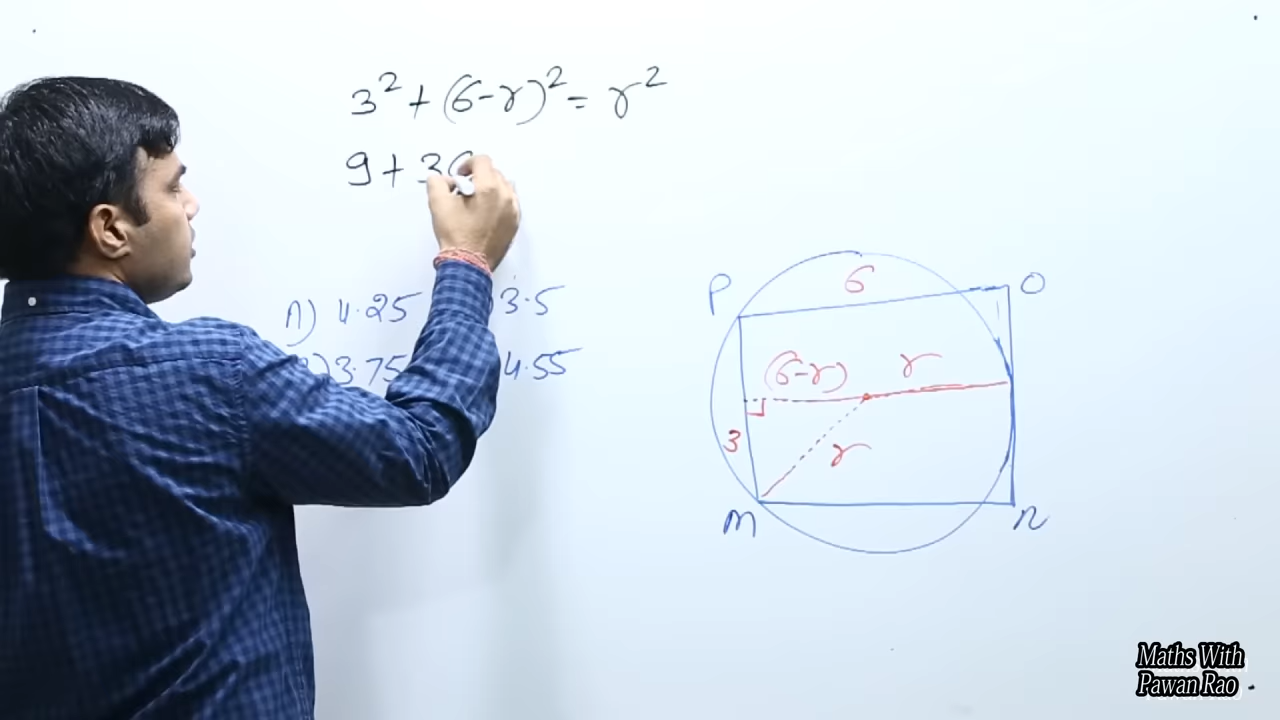 3² + (6-r)² = r²
9 + 36
A) 4.25
3.5
3.75
4.55
P
6
O
(6-r)
r
3
r
M
N
Maths With
Pawan Rao